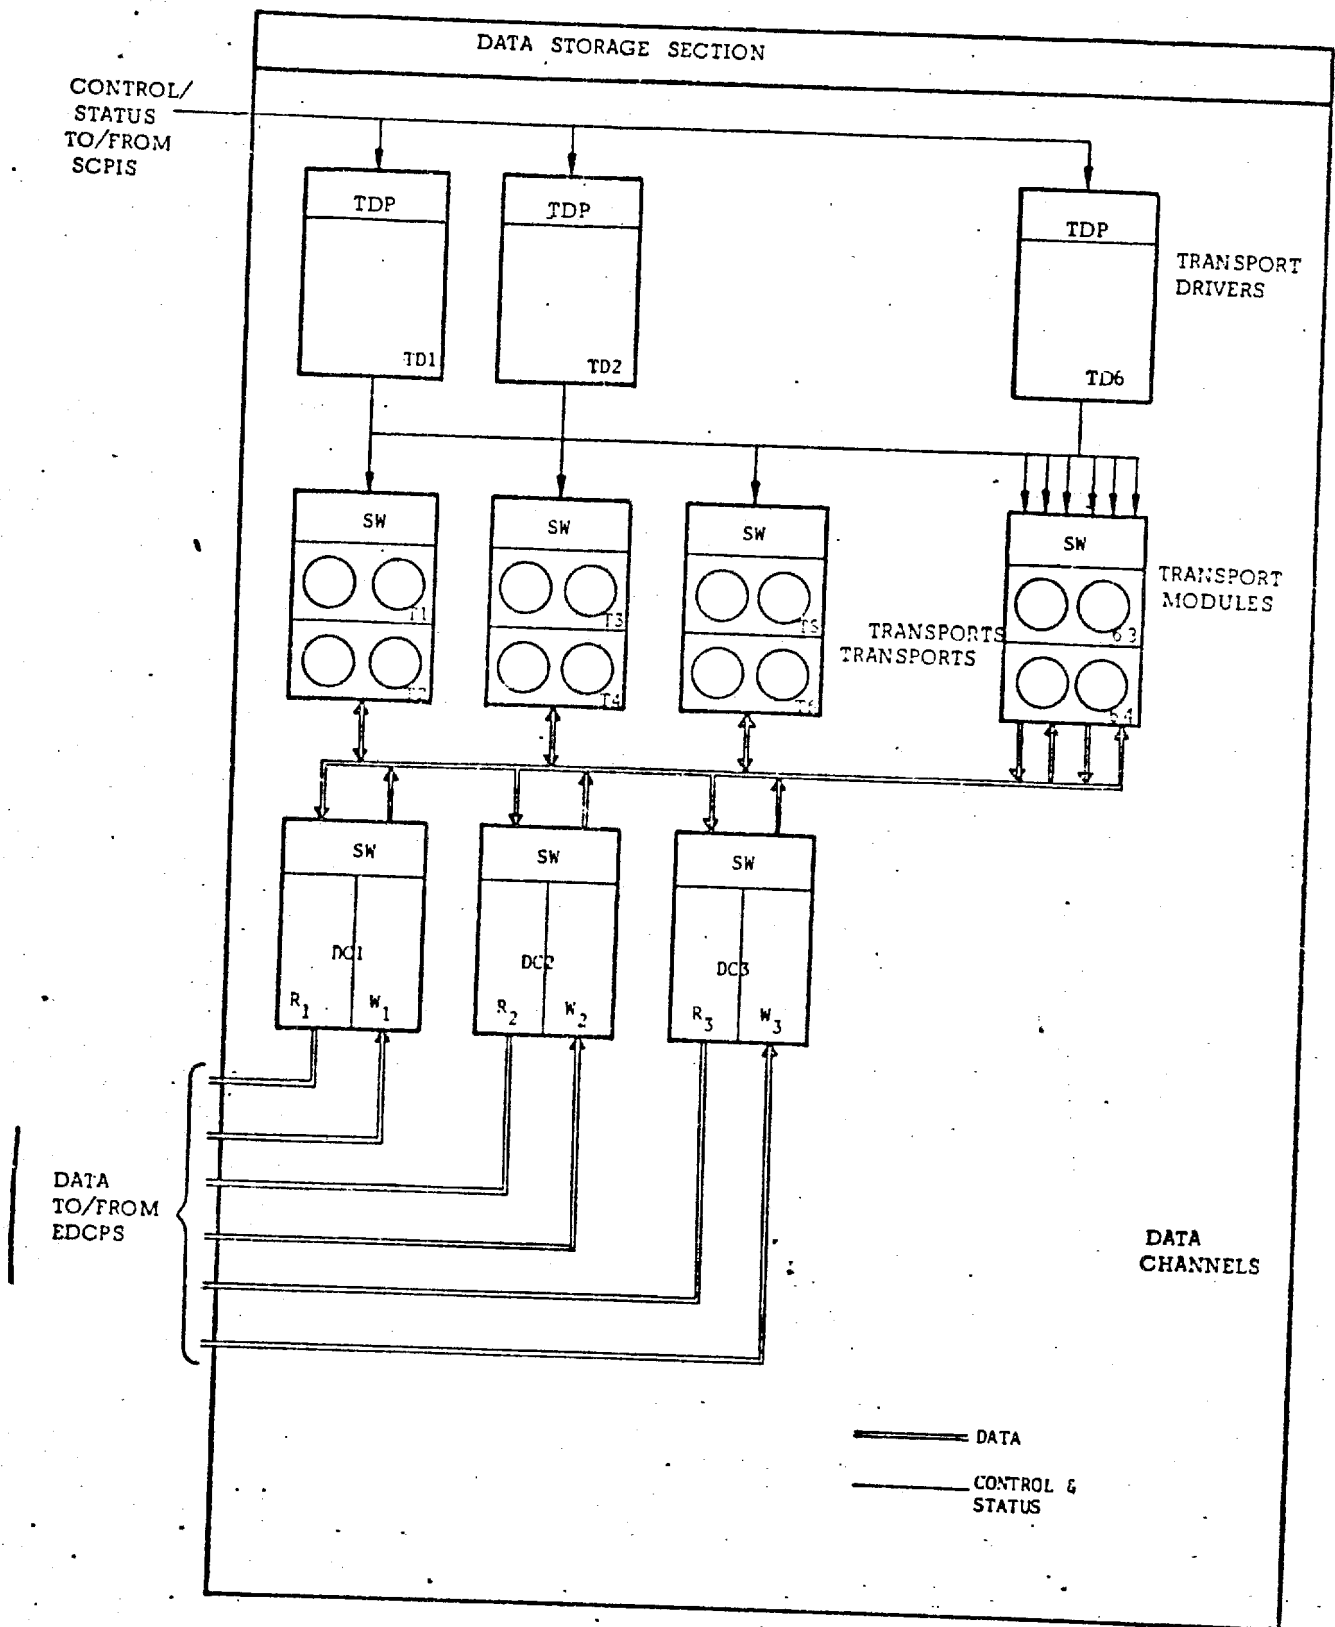 DATA STORAGE SECTION
CONTROL/
STATUS
TO/FROM
SCPIS
TDP
TD1
TDP
TD2
TDP
TD6
TRANSPORT
DRIVERS
SW
T1
SW
T3
T4
SW
SW
63
64
TRANSPORTS
TRANSPORTS
TRANSPORT
MODULES
SW
DC1
R1
W1
SW
DC2
R2
W2
SW
DC3
R3
W3
DATA
TO/FROM
EDCPS
DATA
CHANNELS
DATA
CONTROL &
STATUS